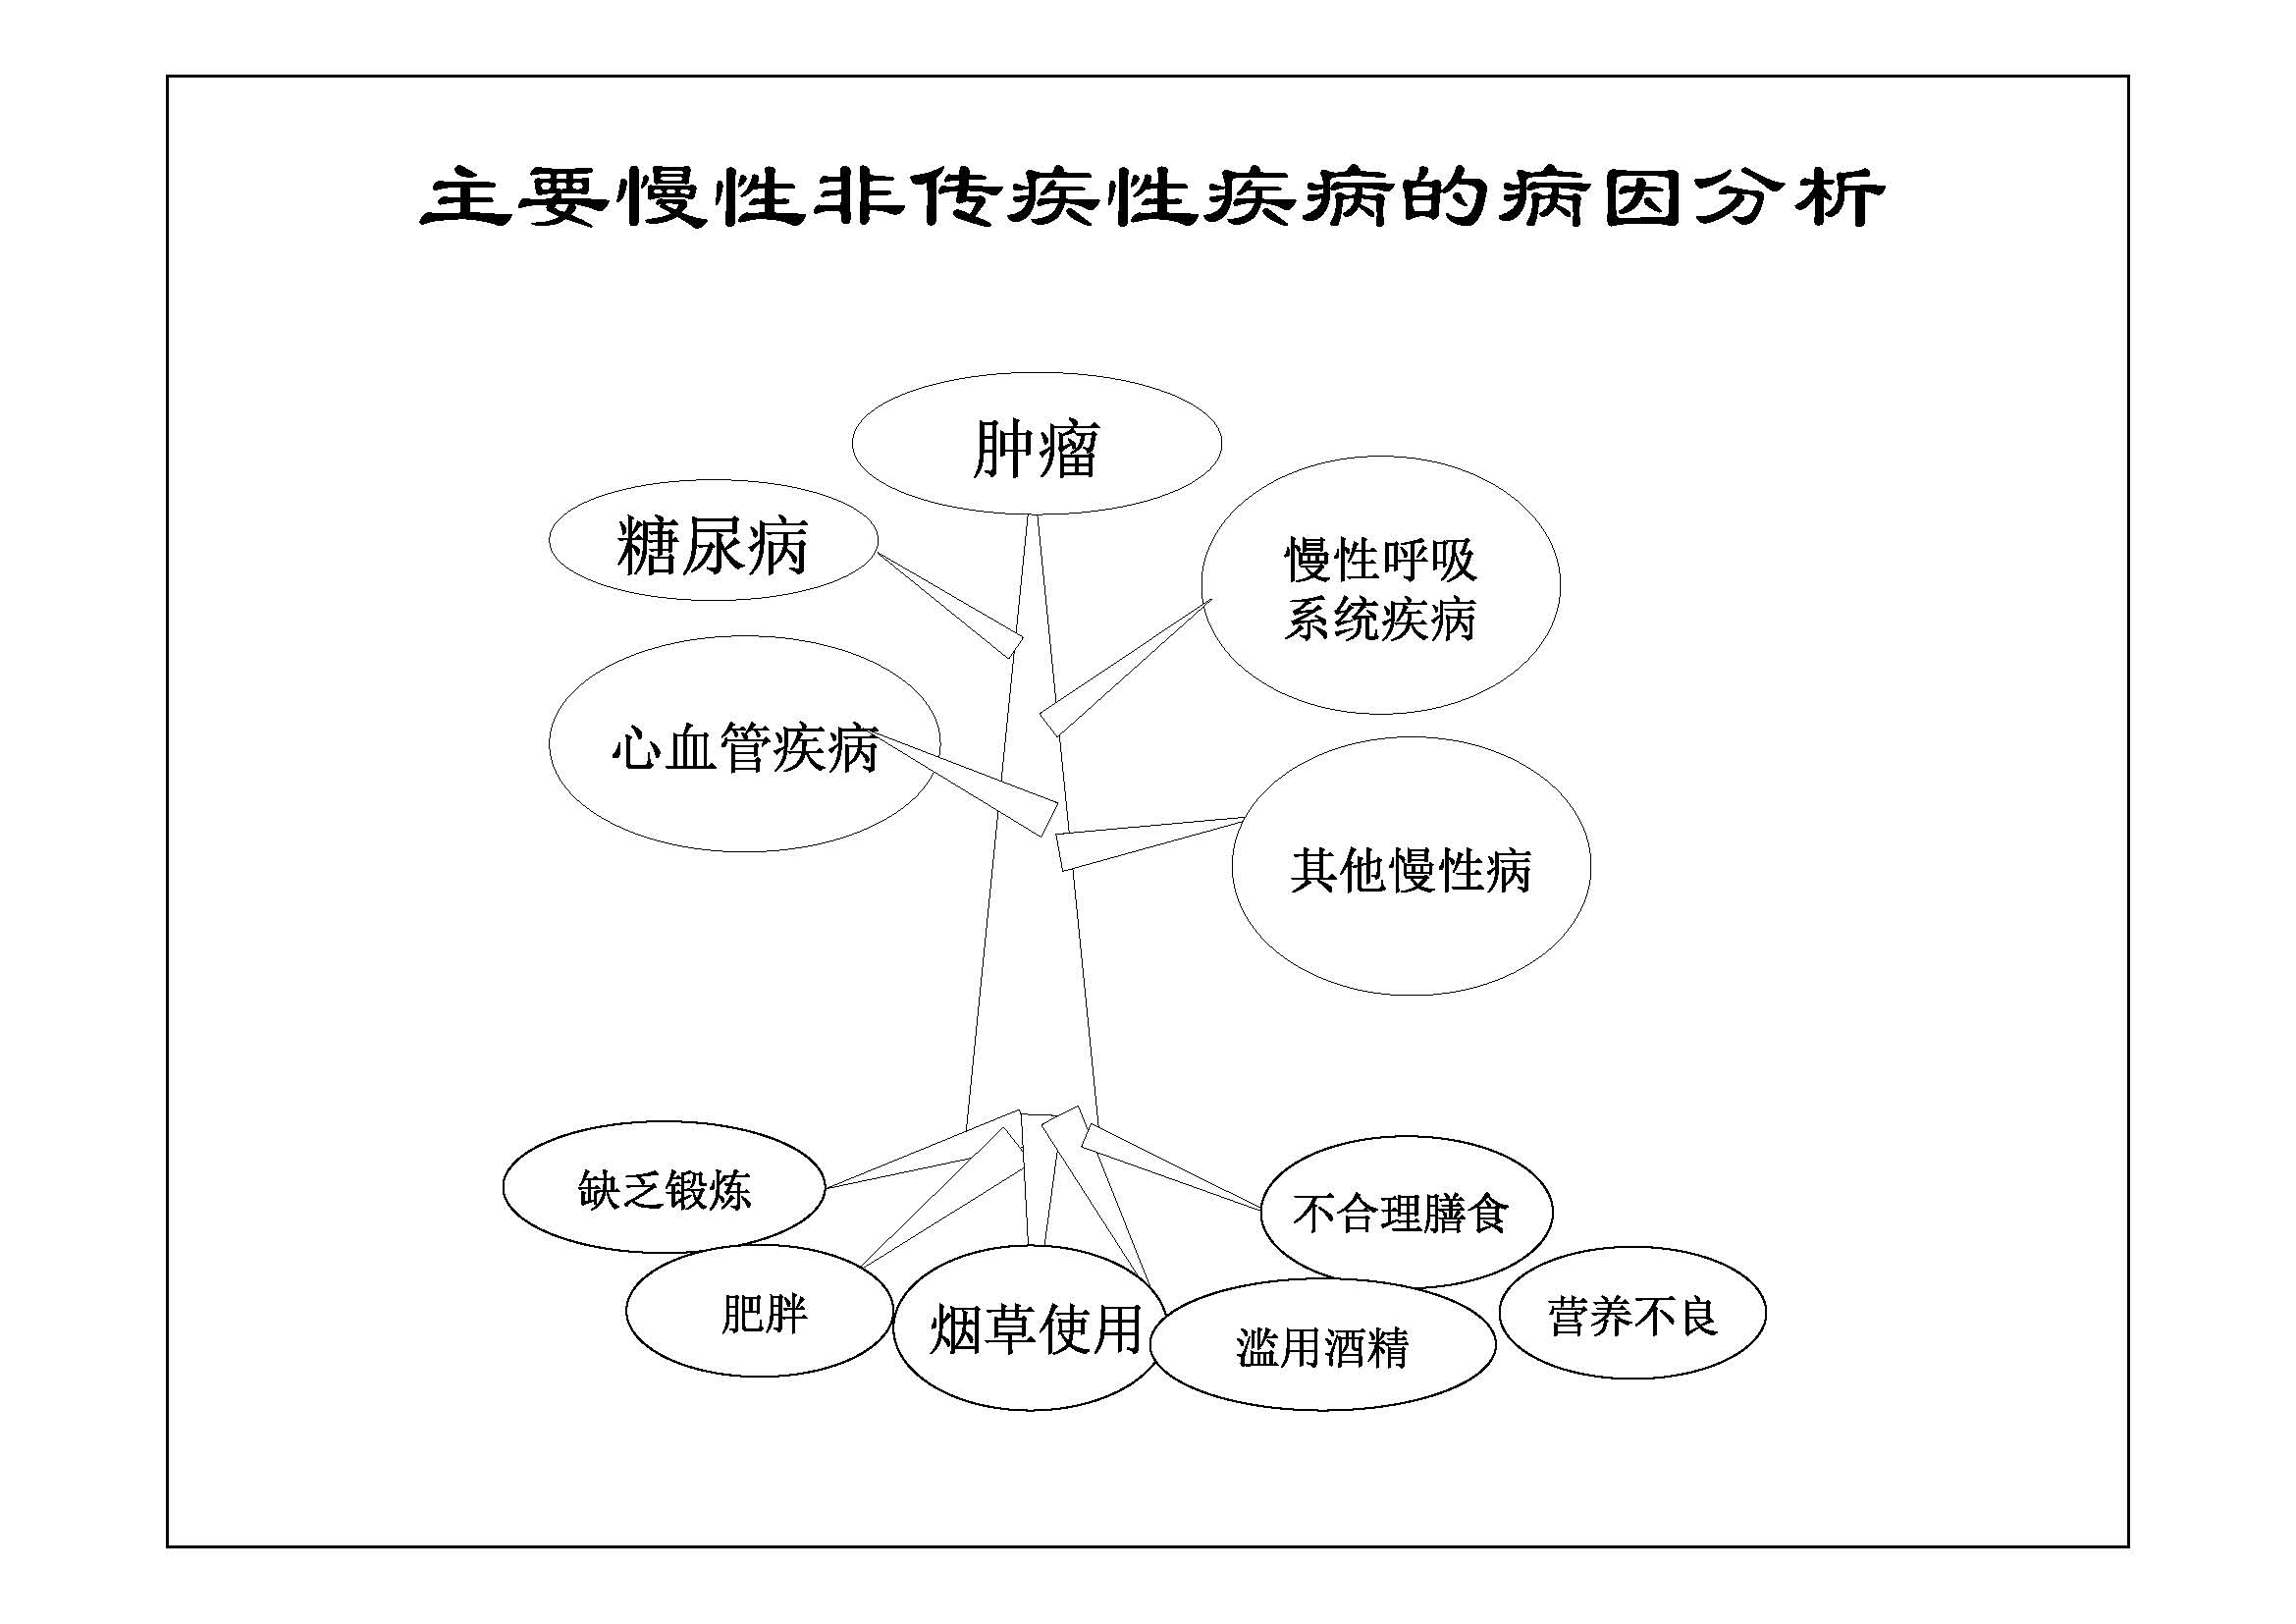 主要慢性非传疾性疾病的病因分析
肿瘤
糖尿病
慢性呼吸
系统疾病
心血管疾病
其他慢性病
缺乏锻炼
不合理膳食
肥胖
烟草使用
滥用酒精
营养不良